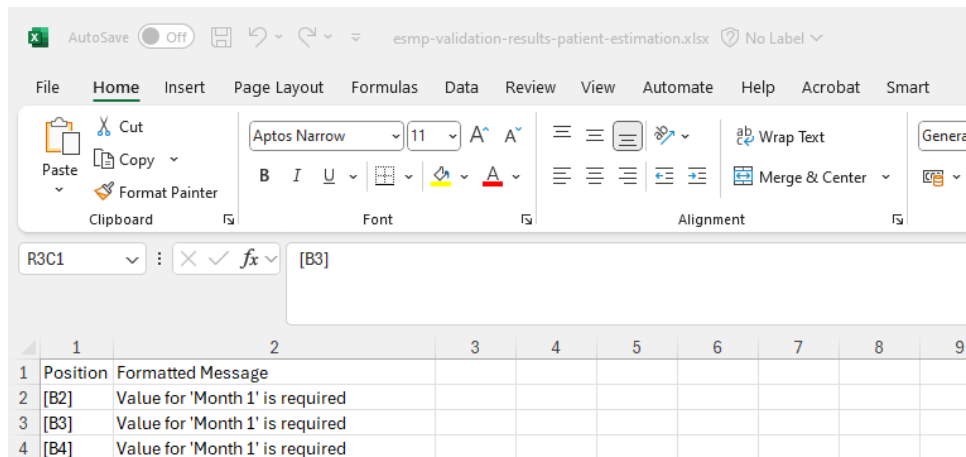 AutoSave Off esmp-validation-results-patient-estimation.xlsx No Label
File Home Insert Page Layout Formulas Data Review View Automate Help Acrobat Smart
Paste
Cut
Copy
Format Painter
Clipboard
Aptos Narrow 11 A A
B I U A
Font
ab Wrap Text
Merge & Center
Alignment
Genera
R3C1 fx [B3]
1 2 3 4 5 6 7 8 9
1 Position Formatted Message
2 [B2] Value for 'Month 1' is required
3 [B3] Value for 'Month 1' is required
4 [B4] Value for 'Month 1' is required